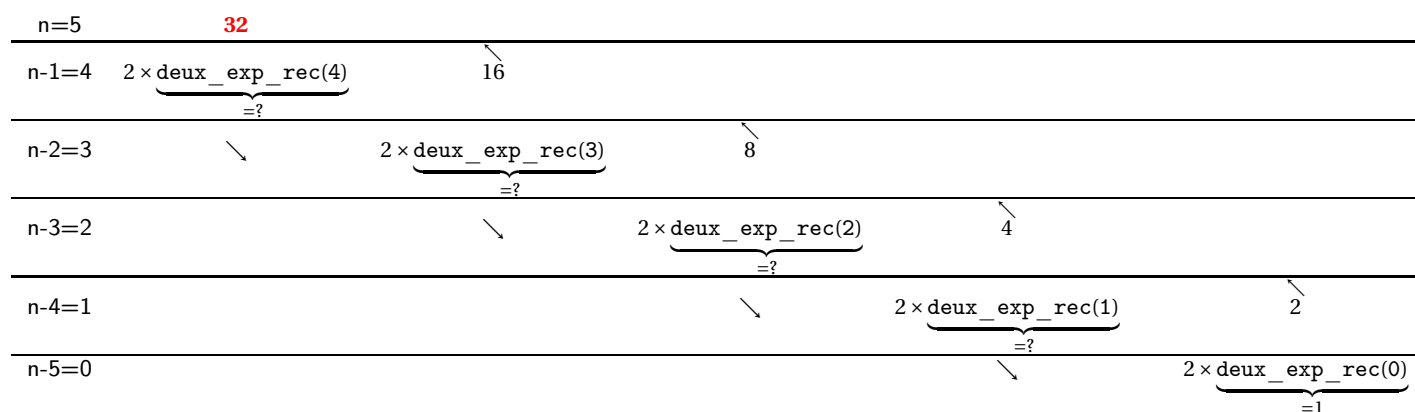 n=5 32
n-1=4 2 × deux_exp_rec(4) 16
=?
n-2=3 ↘ 2 × deux_exp_rec(3) 8
=?
n-3=2 ↘ 2 × deux_exp_rec(2) 4
=?
n-4=1 ↘ 2 × deux_exp_rec(1) 2
=?
n-5=0 ↘ 2 × deux_exp_rec(0)
=1